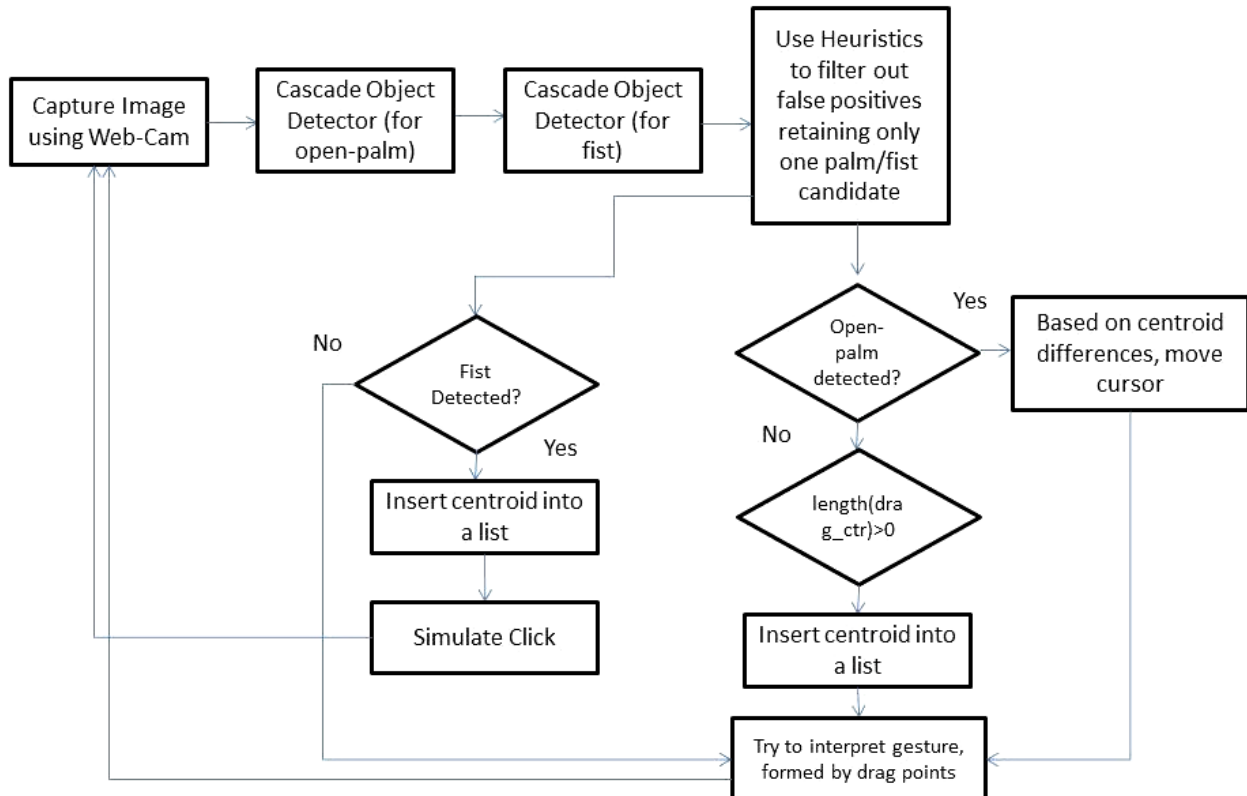 Capture Image
using Web-Cam
Cascade Object
Detector (for
open-palm)
Cascade Object
Detector (for
fist)
Use Heuristics
to filter out
false positives
retaining only
one palm/fist
candidate
No
Fist
Detected?
Yes
Insert centroid into
a list
Simulate Click
Open-
palm
detected?
Yes
Based on centroid
differences, move
cursor
No
length(dra
g_ctr)>0
Insert centroid into
a list
Try to interpret gesture,
formed by drag points